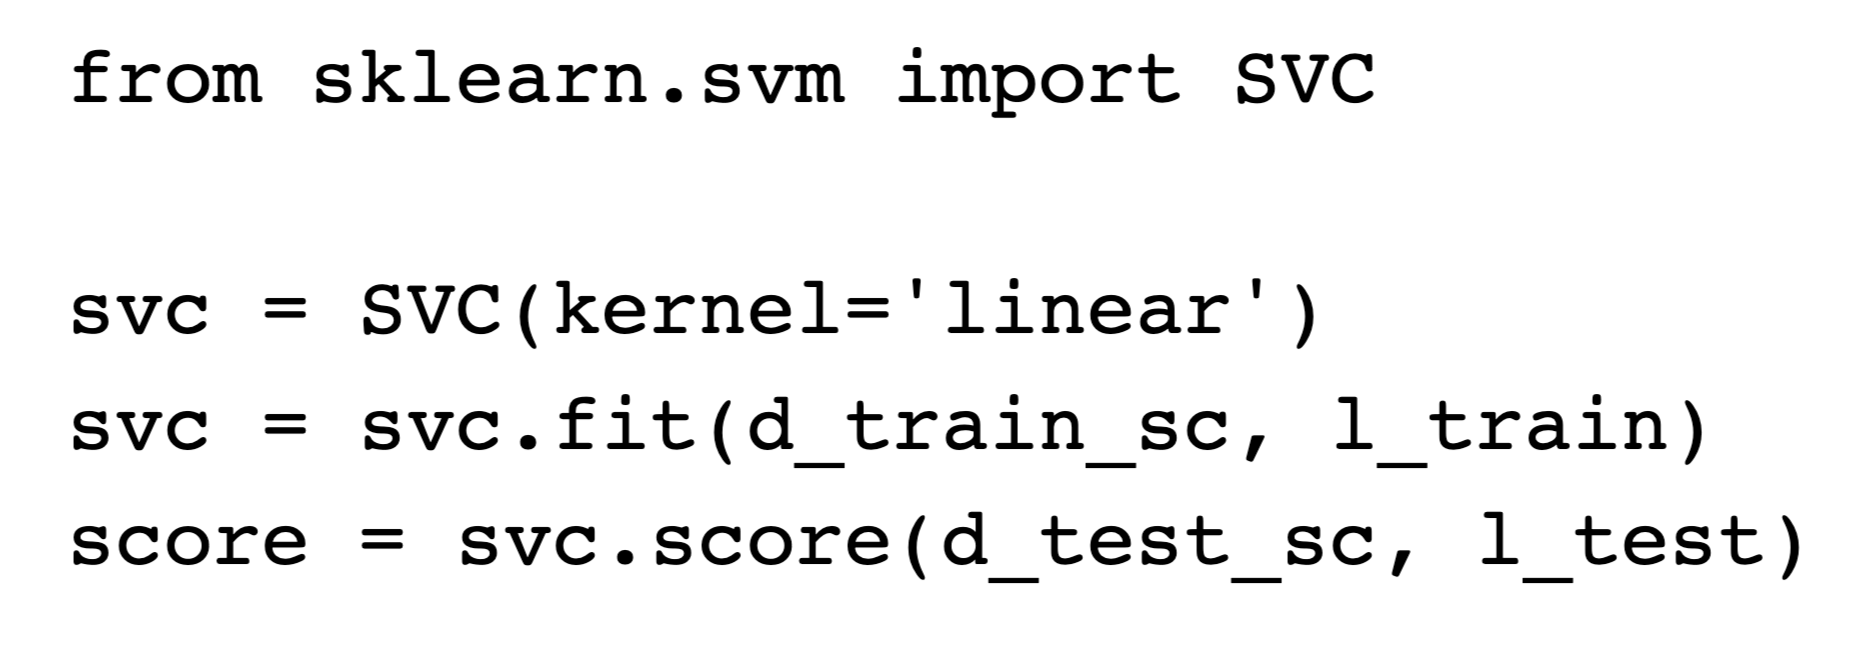 from sklearn.svm import SVC
svc = SVC(kernel='linear')
svc = svc.fit(d_train_sc, l_train)
score = svc.score(d_test_sc, l_test)